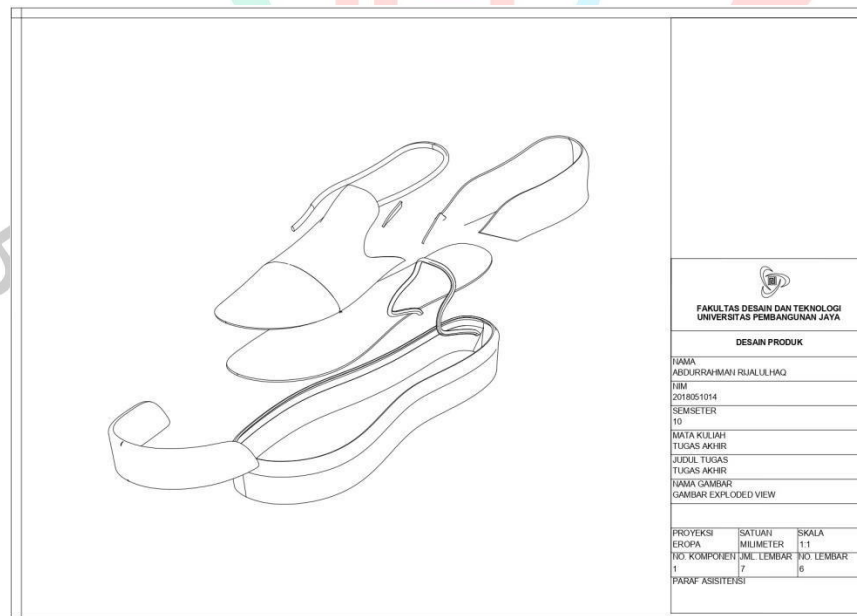 FAKULTAS DESAIN DAN TEKNOLOGI
UNIVERSITAS PEMBANGUNAN JAYA
DESAIN PRODUK
NAMA
ABDURRAHMAN RIJALULHAQ
NIM
2018051014
SEMSETER
10
MATA KULIAH
TUGAS AKHIR
JUDUL TUGAS
TUGAS AKHIR
NAMA GAMBAR
GAMBAR EXPLODED VIEW
PROYEKSI SATUAN SKALA
EROPA MILIMETER 1:1
NO. KOMPONEN JML. LEMBAR NO. LEMBAR
1 7 6
PARAF ASISITENSI